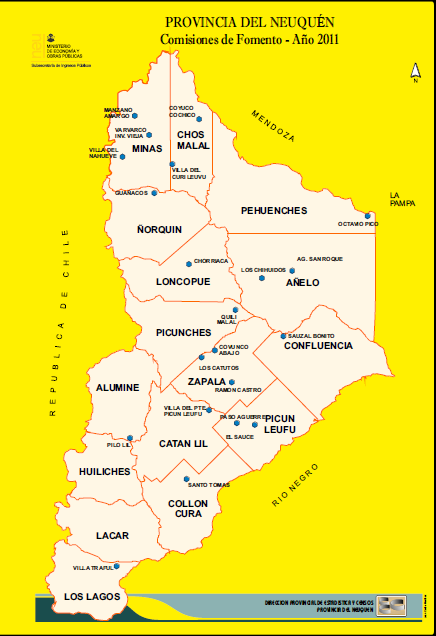 PROVINCIA DEL NEUQUÉN
Comisiones de Fomento - Año 2011
neu
MINISTERIO
DE ECONOMÍA Y
OBRAS PÚBLICAS
Subsecretaría de Ingresos Públicos
N
MENDOZA
LA
PAMPA
REPUBLICA DE CHILE
RIO NEGRO
MANZANO
AMARGO
COYUCO
COCHICO
VARVARCO
INV. VIEJA
CHOS
MALAL
MINAS
VILLA DEL
NAHUEVE
VILLA DEL
CURI LEUVU
GUAÑACOS
PEHUENCHES
OCTAVIO PICO
ÑORQUIN
CHORRIACA
AG. SAN ROQUE
LOS CHIHUIDOS
LONCOPUE
AÑELO
QUILI
MALAL
PICUNCHES
SAUZAL BONITO
CONFLUENCIA
COVUNCO
ABAJO
LOS CATUTOS
ZAPALA
RAMON CASTRO
ALUMINE
VILLA DEL PTE.
PICUN LEUFU
PASO AGUERRE
PICUN
LEUFU
EL SAUCE
PILO LIL
CATAN LIL
HUILICHES
SANTO TOMAS
COLLON
CURA
LACAR
VILLA TRAFUL
LOS LAGOS
DIRECCION PROVINCIAL DE ESTADISTICA Y CENSOS
PROVINCIA DEL NEUQUEN